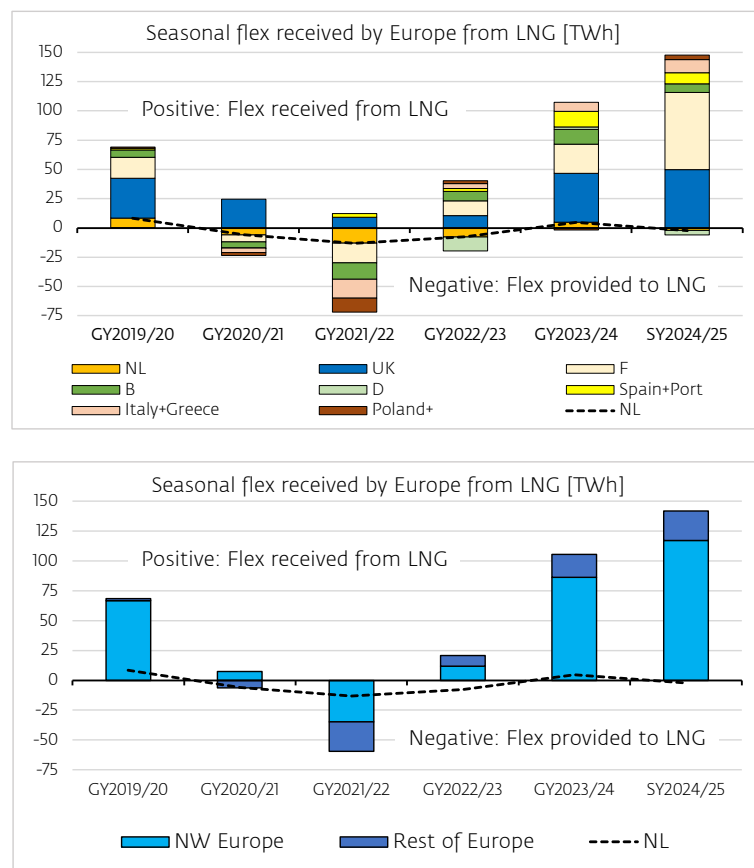 Seasonal flex received by Europe from LNG [TWh]
150
125
100
75
50
25
0
-25
-50
-75
Positive: Flex received from LNG
Negative: Flex provided to LNG
GY2019/20 GY2020/21 GY2021/22 GY2022/23 GY2023/24 SY2024/25
NL UK F
B D Spain+Port
Italy+Greece Poland+ NL
Seasonal flex received by Europe from LNG [TWh]
150
125
100
75
50
25
0
-25
-50
-75
Positive: Flex received from LNG
Negative: Flex provided to LNG
GY2019/20 GY2020/21 GY2021/22 GY2022/23 GY2023/24 SY2024/25
NW Europe Rest of Europe NL